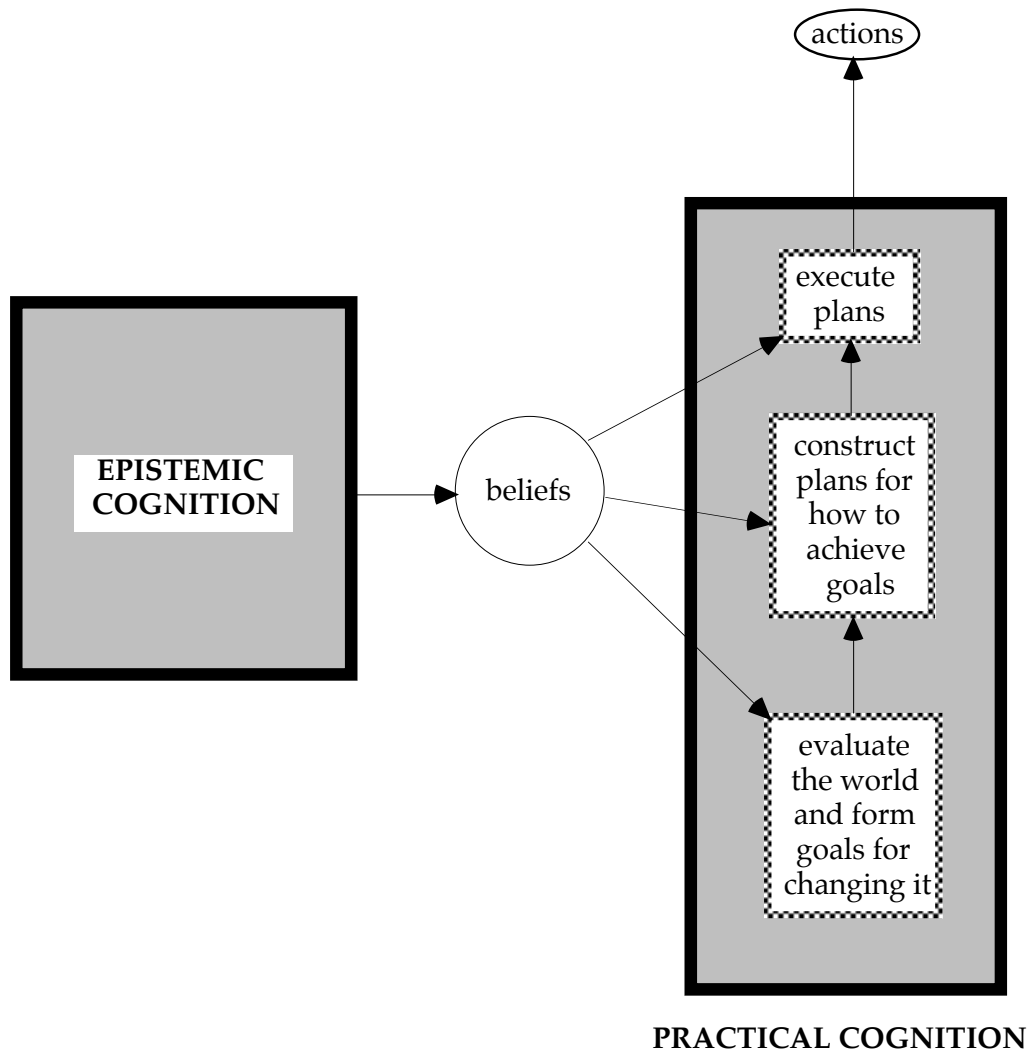 actions
execute
plans
EPISTEMIC
COGNITION
beliefs
construct
plans for
how to
achieve
goals
evaluate
the world
and form
goals for
changing it
PRACTICAL COGNITION